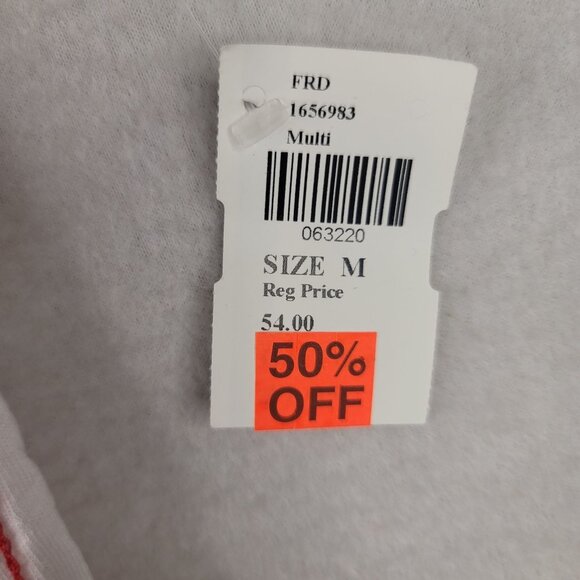 FRD
1656983
Multi
063220
SIZE M
Reg Price
54.00
50%
OFF